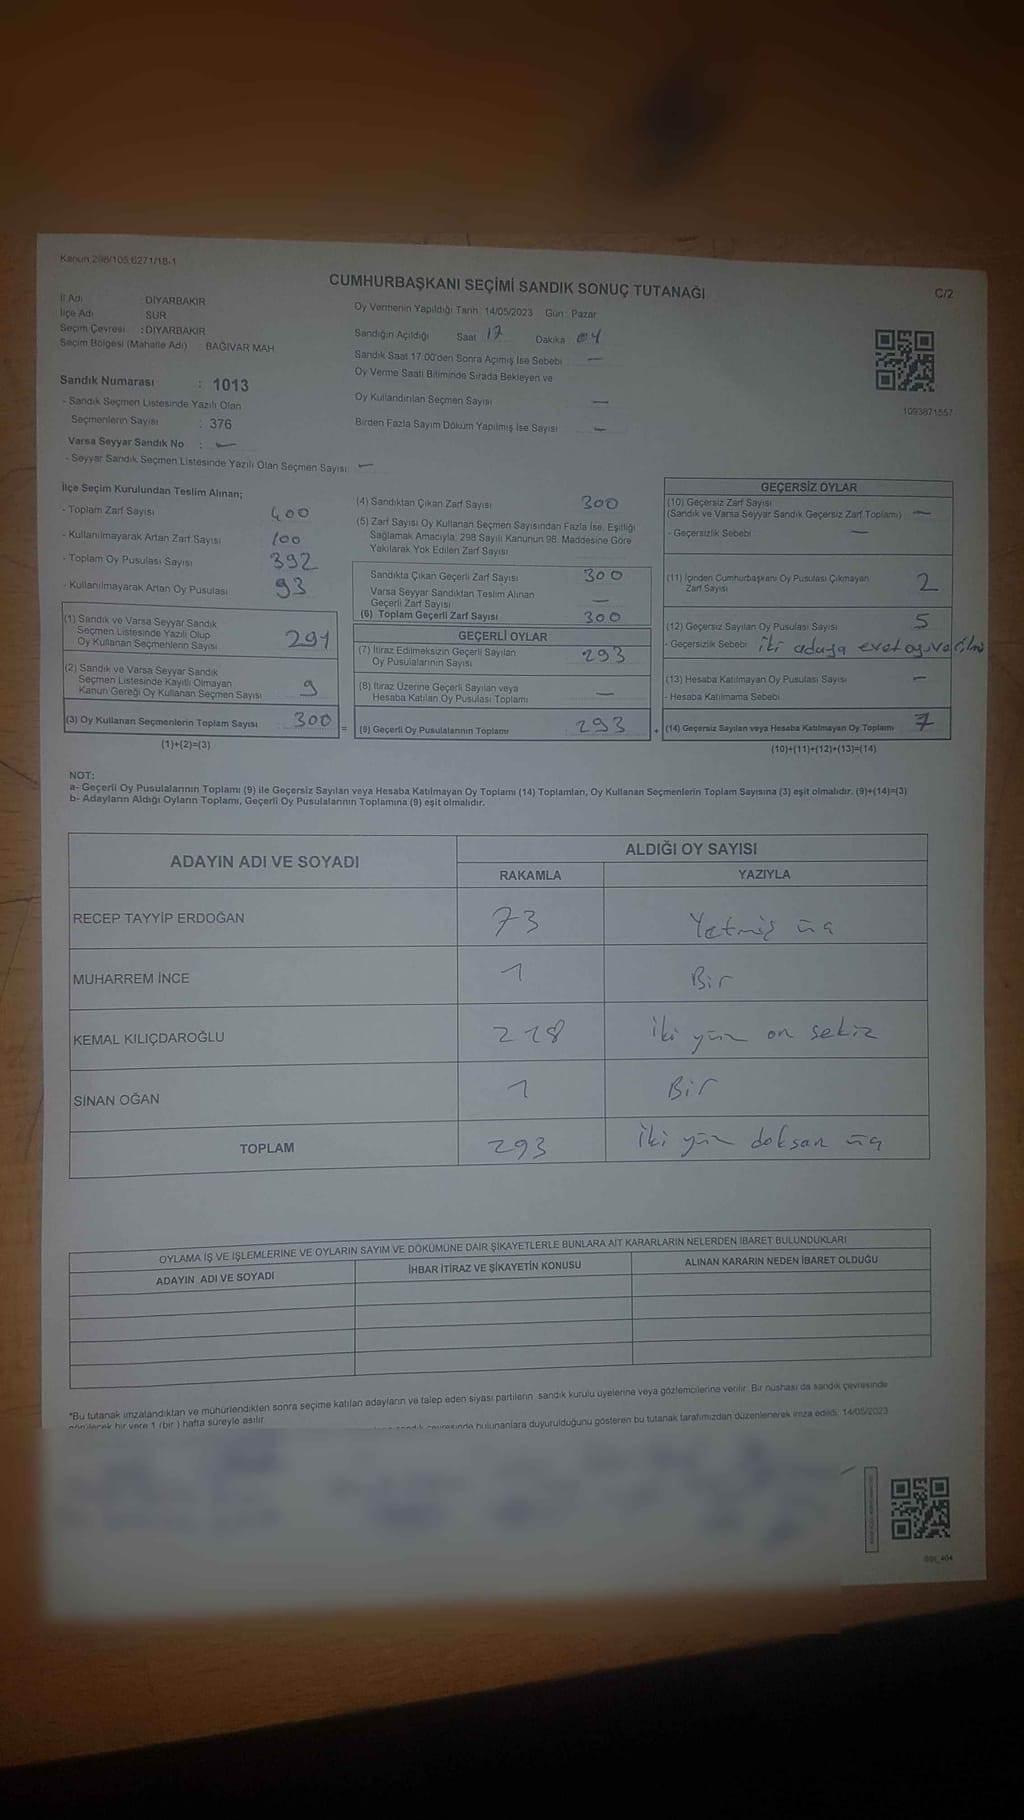 Kanun 298/105,6271/18-1
CUMHURBAŞKANI SEÇİMİ SANDIK SONUÇ TUTANAĞI
C/2
İl Adı : DİYARBAKIR
İlçe Adı : SUR
Seçim Çevresi : DİYARBAKIR
Seçim Bölgesi (Mahalle Adı) : BAĞIVAR MAH
Sandık Numarası : 1013
- Sandık Seçmen Listesinde Yazılı Olan
Seçmenlerin Sayısı : 376
Varsa Seyyar Sandık No : —
- Seyyar Sandık Seçmen Listesinde Yazılı Olan Seçmen Sayısı : —
Oy Vermenin Yapıldığı Tarih: 14/05/2023 Gün : Pazar
Sandığın Açıldığı Saat 17 Dakika 04
Sandık Saat 17.00'den Sonra Açımış İse Sebebi —
Oy Verme Saati Bitiminde Sırada Bekleyen ve
Oy Kullandırılan Seçmen Sayısı —
Birden Fazla Sayım Döküm Yapılmış İse Sayısı —
1093871557
İlçe Seçim Kurulundan Teslim Alınan;
- Toplam Zarf Sayısı 400
- Kullanılmayarak Artan Zarf Sayısı 100
- Toplam Oy Pusulası Sayısı 392
- Kullanılmayarak Artan Oy Pusulası 93
(1) Sandık ve Varsa Seyyar Sandık
Seçmen Listesinde Yazılı Olup
Oy Kullanan Seçmenlerin Sayısı 291
(2) Sandık ve Varsa Seyyar Sandık
Seçmen Listesinde Kayıtlı Olmayan
Kanun Gereği Oy Kullanan Seçmen Sayısı 9
(3) Oy Kullanan Seçmenlerin Toplam Sayısı 300
(1)+(2)=(3)
=
(4) Sandıktan Çıkan Zarf Sayısı 300
(5) Zarf Sayısı Oy Kullanan Seçmen Sayısından Fazla İse, Eşitliği
Sağlamak Amacıyla, 298 Sayılı Kanunun 98. Maddesine Göre
Yakılarak Yok Edilen Zarf Sayısı
Sandıkta Çıkan Geçerli Zarf Sayısı 300
Varsa Seyyar Sandıktan Teslim Alınan
Geçerli Zarf Sayısı —
(6) Toplam Geçerli Zarf Sayısı 300
GEÇERLİ OYLAR
(7) İtiraz Edilmeksizin Geçerli Sayılan
Oy Pusulalarının Sayısı 293
(8) İtiraz Üzerine Geçerli Sayılan veya
Hesaba Katılan Oy Pusulası Toplamı —
(9) Geçerli Oy Pusulalarının Toplamı 293
+
GEÇERSİZ OYLAR
(10) Geçersiz Zarf Sayısı
(Sandık ve Varsa Seyyar Sandık Geçersiz Zarf Toplamı) —
- Geçersizlik Sebebi —
(11) İçinden Cumhurbaşkanı Oy Pusulası Çıkmayan
Zarf Sayısı 2
(12) Geçersiz Sayılan Oy Pusulası Sayısı 5
- Geçersizlik Sebebi iki adaya evet oyu
(13) Hesaba Katılmayan Oy Pusulası Sayısı —
- Hesaba Katılmama Sebebi
(14) Geçersiz Sayılan veya Hesaba Katılmayan Oy Toplamı 7
(10)+(11)+(12)+(13)=(14)
NOT:
a- Geçerli Oy Pusulalarının Toplamı (9) ile Geçersiz Sayılan veya Hesaba Katılmayan Oy Toplamı (14) Toplamları, Oy Kullanan Seçmenlerin Toplam Sayısına (3) eşit olmalıdır. (9)+(14)=(3)
b- Adayların Aldığı Oyların Toplamı, Geçerli Oy Pusulalarının Toplamına (9) eşit olmalıdır.
ADAYIN ADI VE SOYADI
ALDIĞI OY SAYISI
RAKAMLA YAZIYLA
RECEP TAYYİP ERDOĞAN 73 Yetmiş üç
MUHARREM İNCE 1 Bir
KEMAL KILIÇDAROĞLU 218 iki yüz on sekiz
SİNAN OĞAN 1 Bir
TOPLAM 293 iki yüz doksan üç
OYLAMA İŞ VE İŞLEMLERİNE VE OYLARIN SAYIM VE DÖKÜMÜNE DAİR ŞİKAYETLERLE BUNLARA AİT KARARLARIN NELERDEN İBARET BULUNDUKLARI
ADAYIN ADI VE SOYADI
İHBAR İTİRAZ VE ŞİKAYETİN KONUSU
ALINAN KARARIN NEDEN İBARET OLDUĞU
*Bu tutanak imzalandıktan ve mühürlendikten sonra seçime katılan adayların ve talep eden siyasi partilerin, sandık kurulu üyelerine veya gözlemcilerine verilir. Bir nüshası da sandık çevresinde
görülecek bir yere 1 (bir) hafta süreyle asılır.
çevresinde bulunanlara duyurulduğunu gösteren bu tutanak tarafımızdan düzenlenerek imza edildi. 14/05/2023